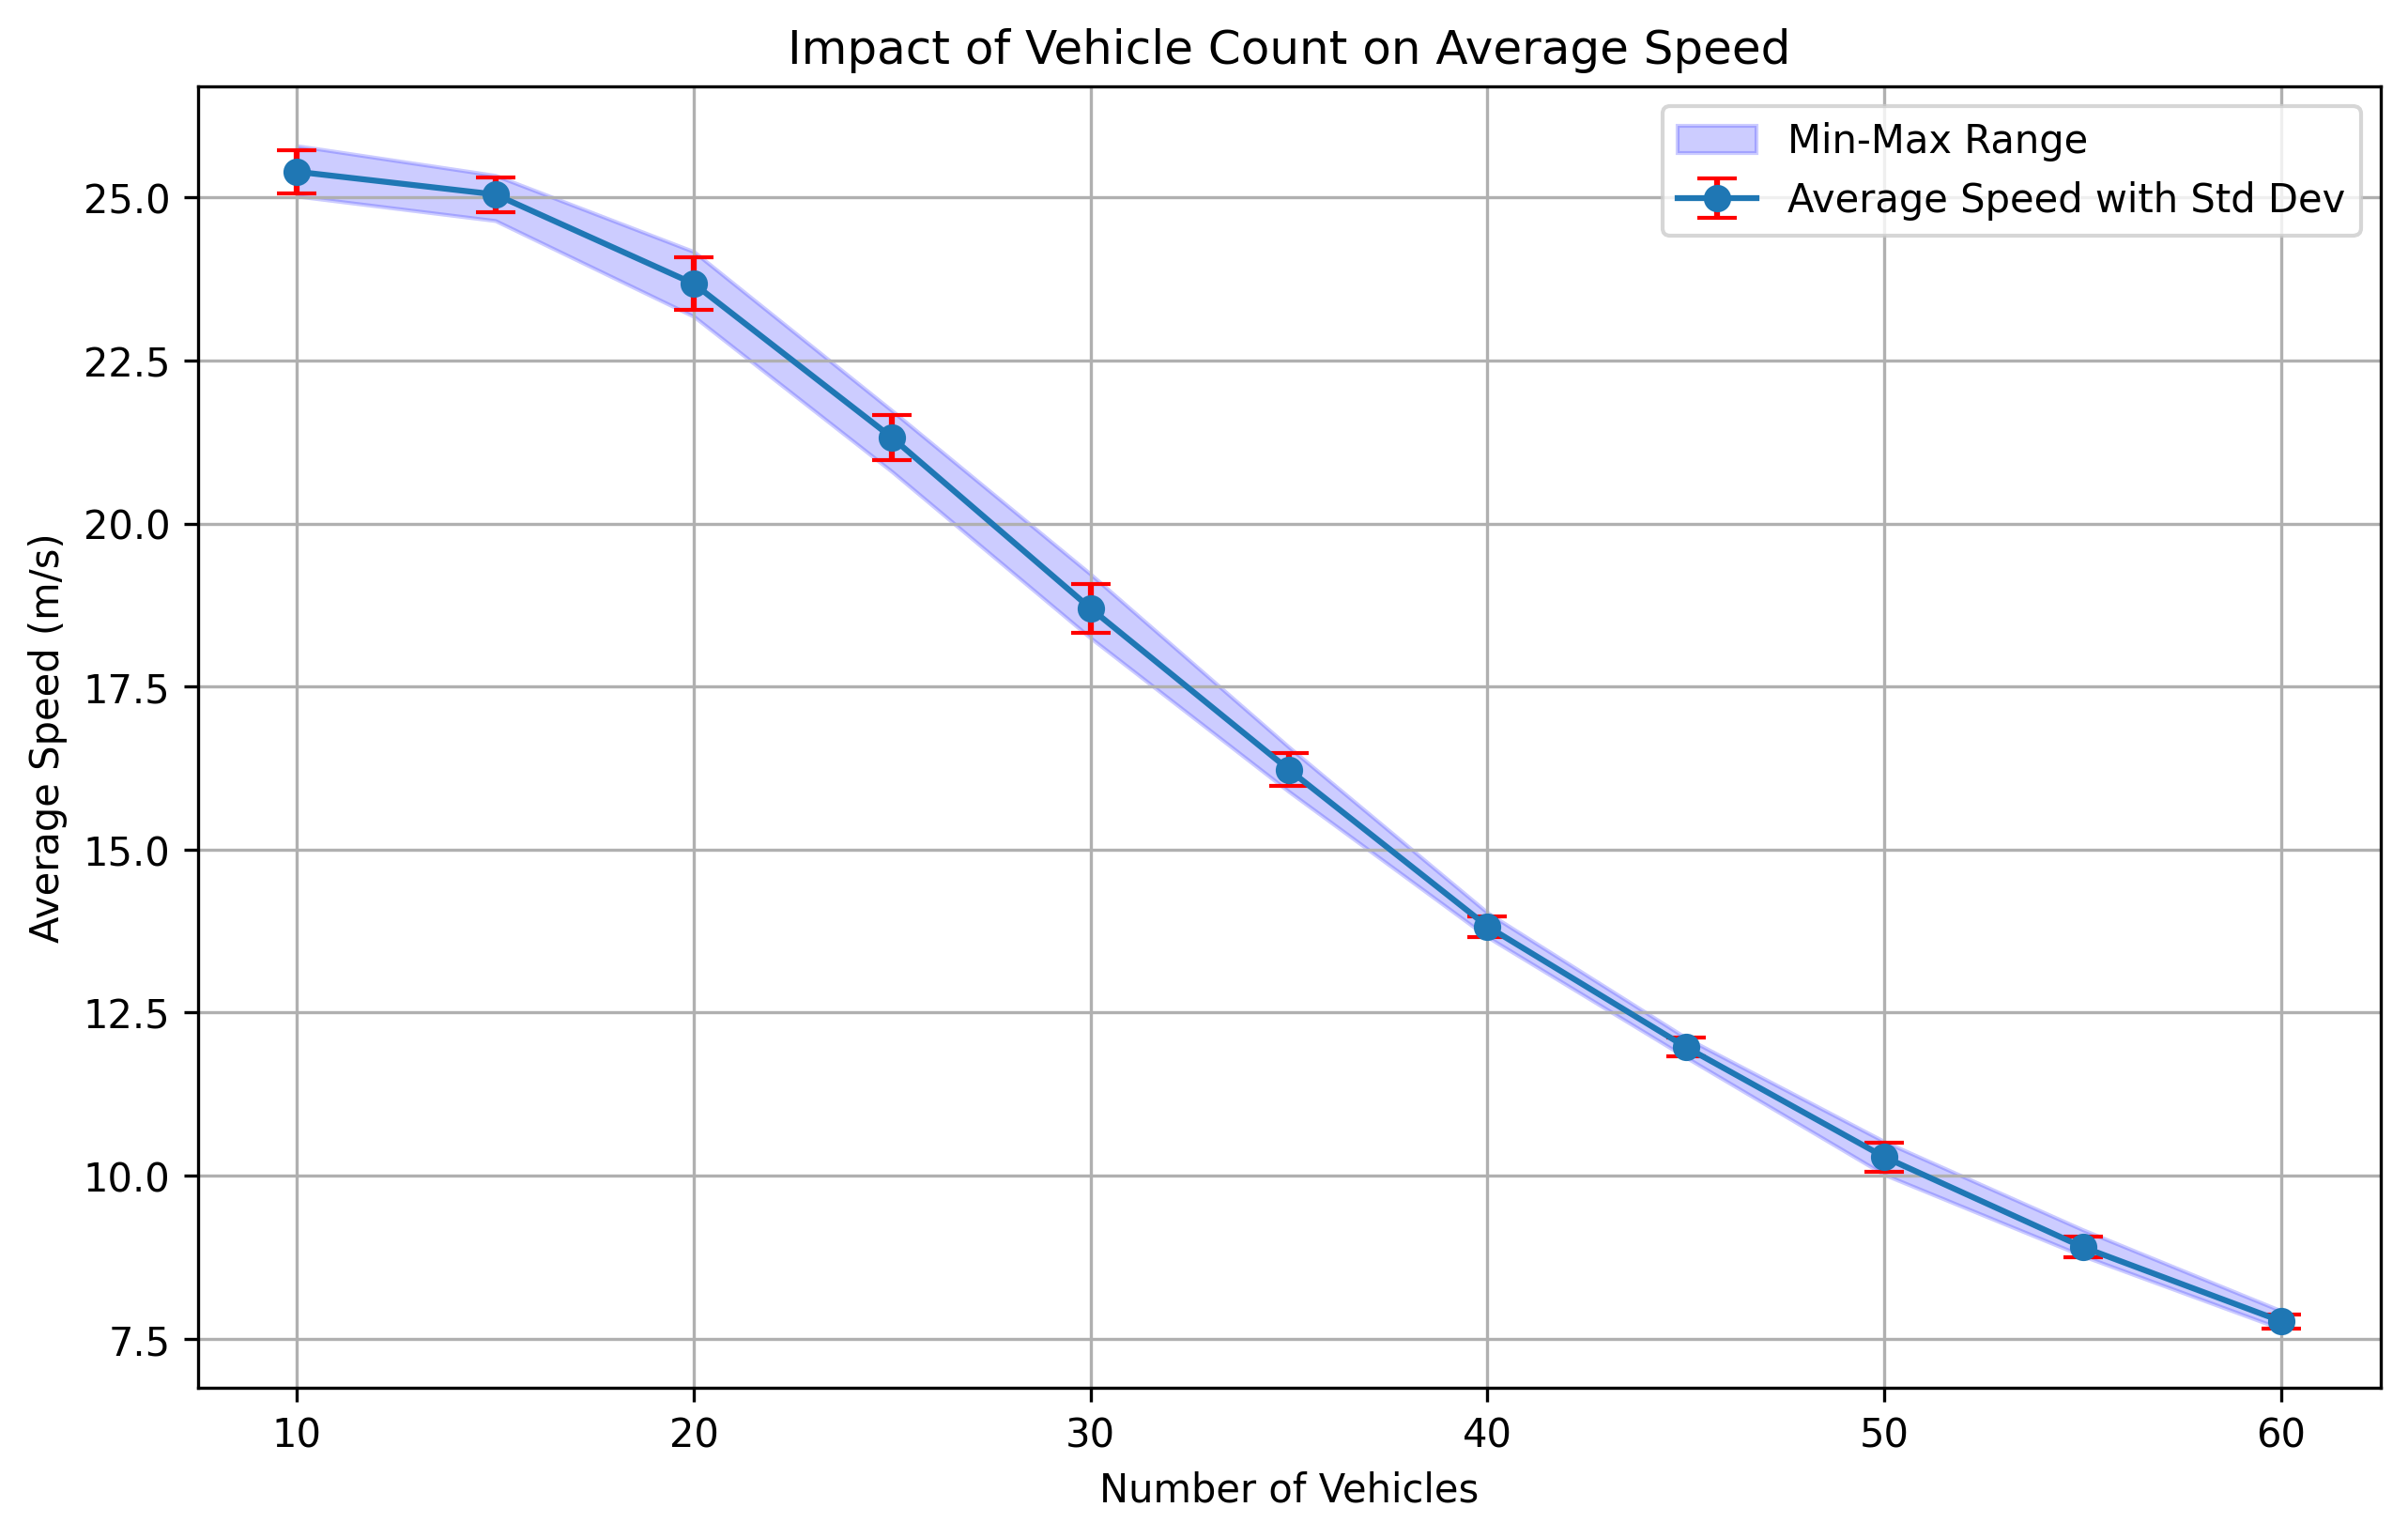 Impact of Vehicle Count on Average Speed
Min-Max Range
Average Speed with Std Dev
25.0
22.5
20.0
17.5
15.0
12.5
10.0
7.5
Average Speed (m/s)
10 20 30 40 50 60
Number of Vehicles